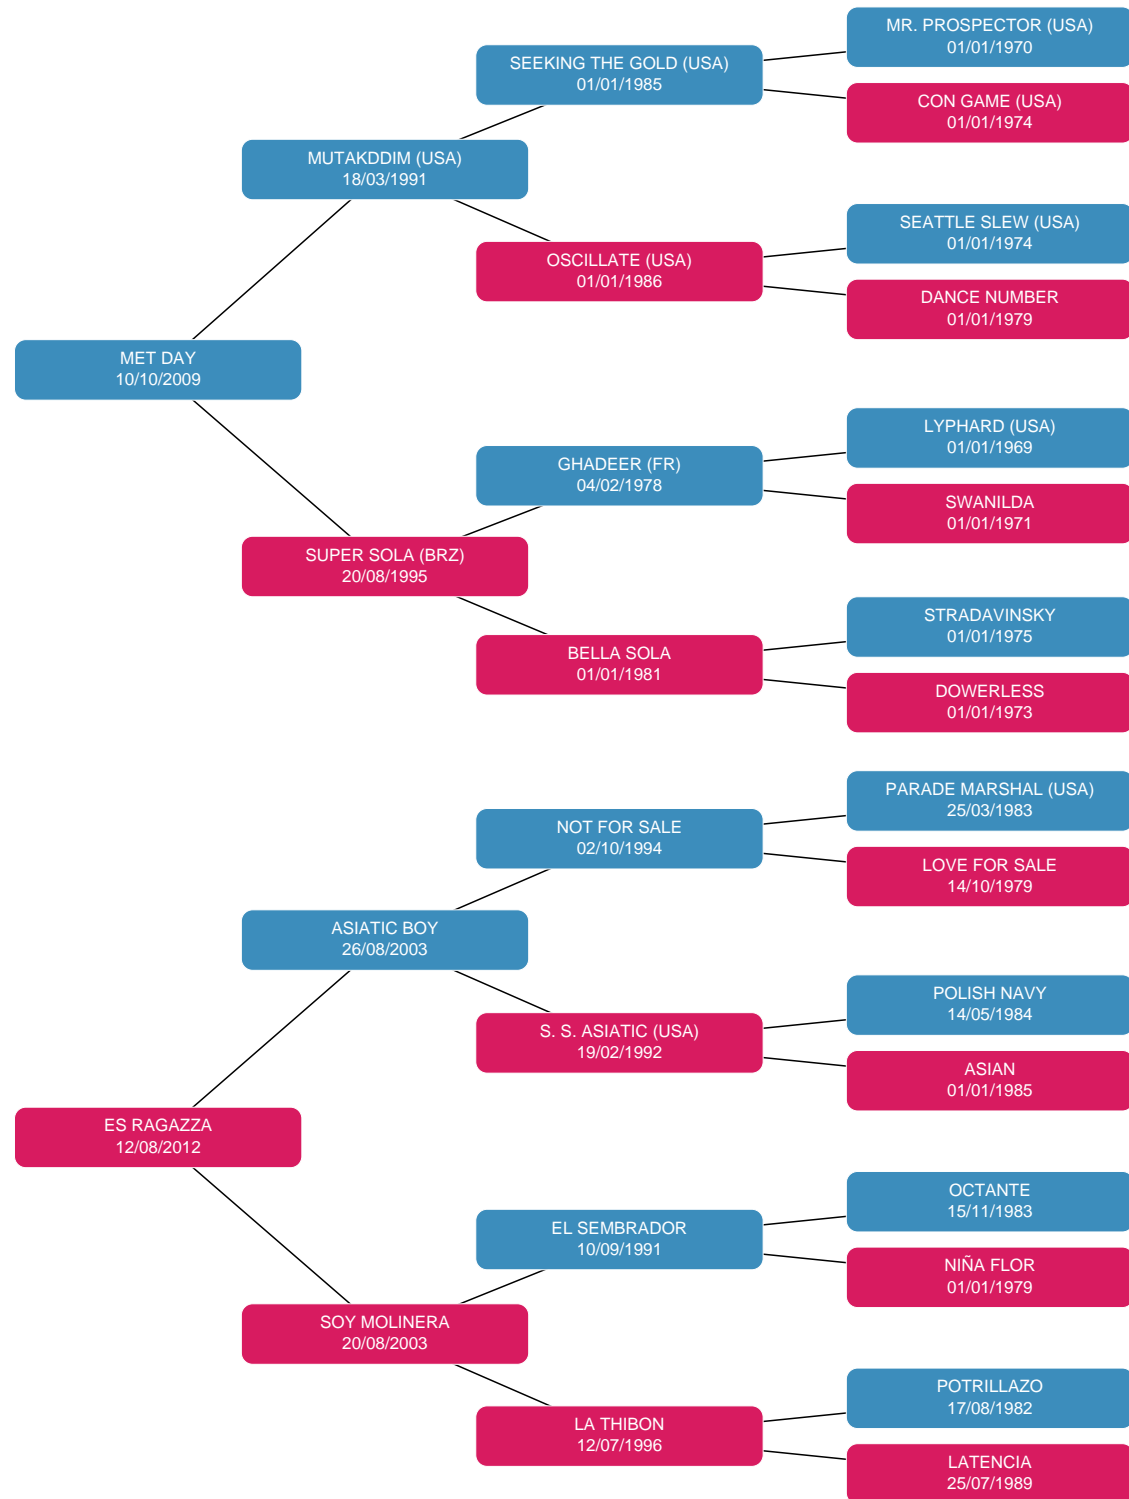 MR. PROSPECTOR (USA)
01/01/1970
SEEKING THE GOLD (USA)
01/01/1985
CON GAME (USA)
01/01/1974
MUTAKDDIM (USA)
18/03/1991
SEATTLE SLEW (USA)
01/01/1974
OSCILLATE (USA)
01/01/1986
DANCE NUMBER
01/01/1979
MET DAY
10/10/2009
LYPHARD (USA)
01/01/1969
GHADEER (FR)
04/02/1978
SWANILDA
01/01/1971
SUPER SOLA (BRZ)
20/08/1995
STRADAVINSKY
01/01/1975
BELLA SOLA
01/01/1981
DOWERLESS
01/01/1973
PARADE MARSHAL (USA)
25/03/1983
NOT FOR SALE
02/10/1994
LOVE FOR SALE
14/10/1979
ASIATIC BOY
26/08/2003
POLISH NAVY
14/05/1984
S. S. ASIATIC (USA)
19/02/1992
ASIAN
01/01/1985
ES RAGAZZA
12/08/2012
OCTANTE
15/11/1983
EL SEMBRADOR
10/09/1991
NIÑA FLOR
01/01/1979
SOY MOLINERA
20/08/2003
POTRILLAZO
17/08/1982
LA THIBON
12/07/1996
LATENCIA
25/07/1989